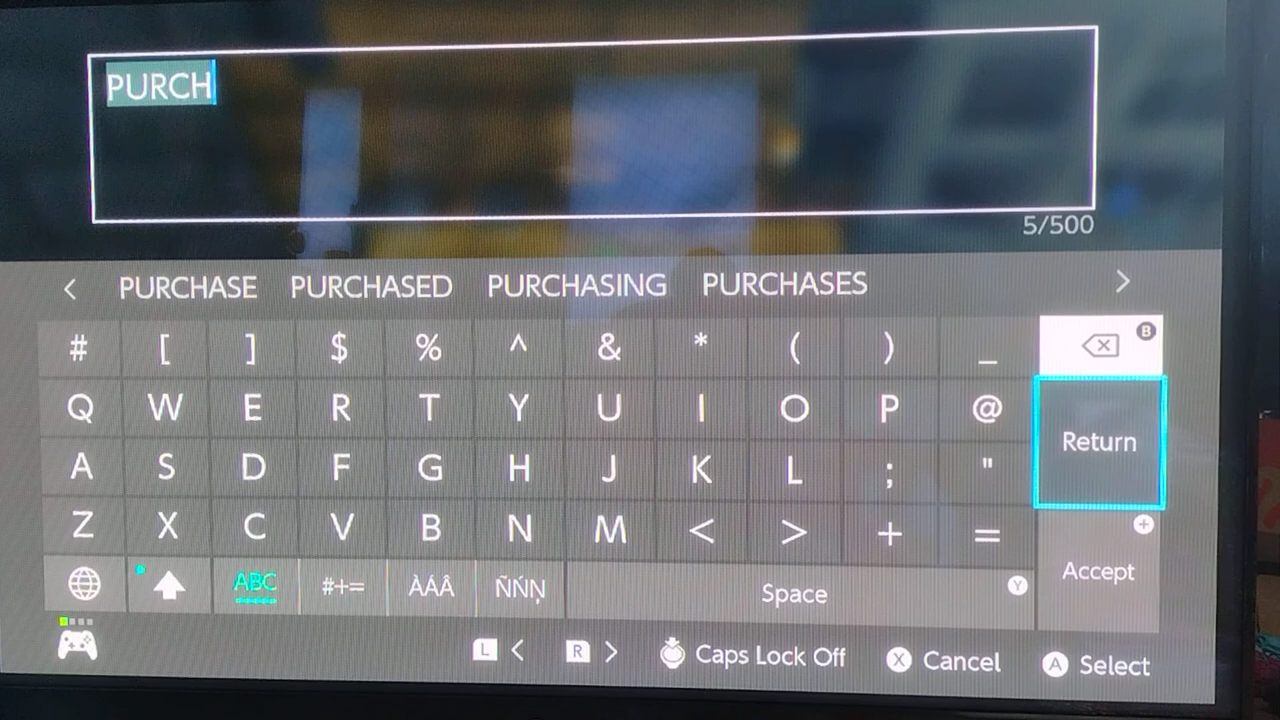 PURCH
5/500
< PURCHASE PURCHASED PURCHASING PURCHASES >
# [ ] $ % ^ & * ( ) _ B
Q W E R T Y U I O P @
Return
A S D F G H J K L ; "
Z X C V B N M < > + = +
Accept
ABC #+= ÀÁÂ ÑŃŅ Space Y
L < R > Caps Lock Off X Cancel A Select